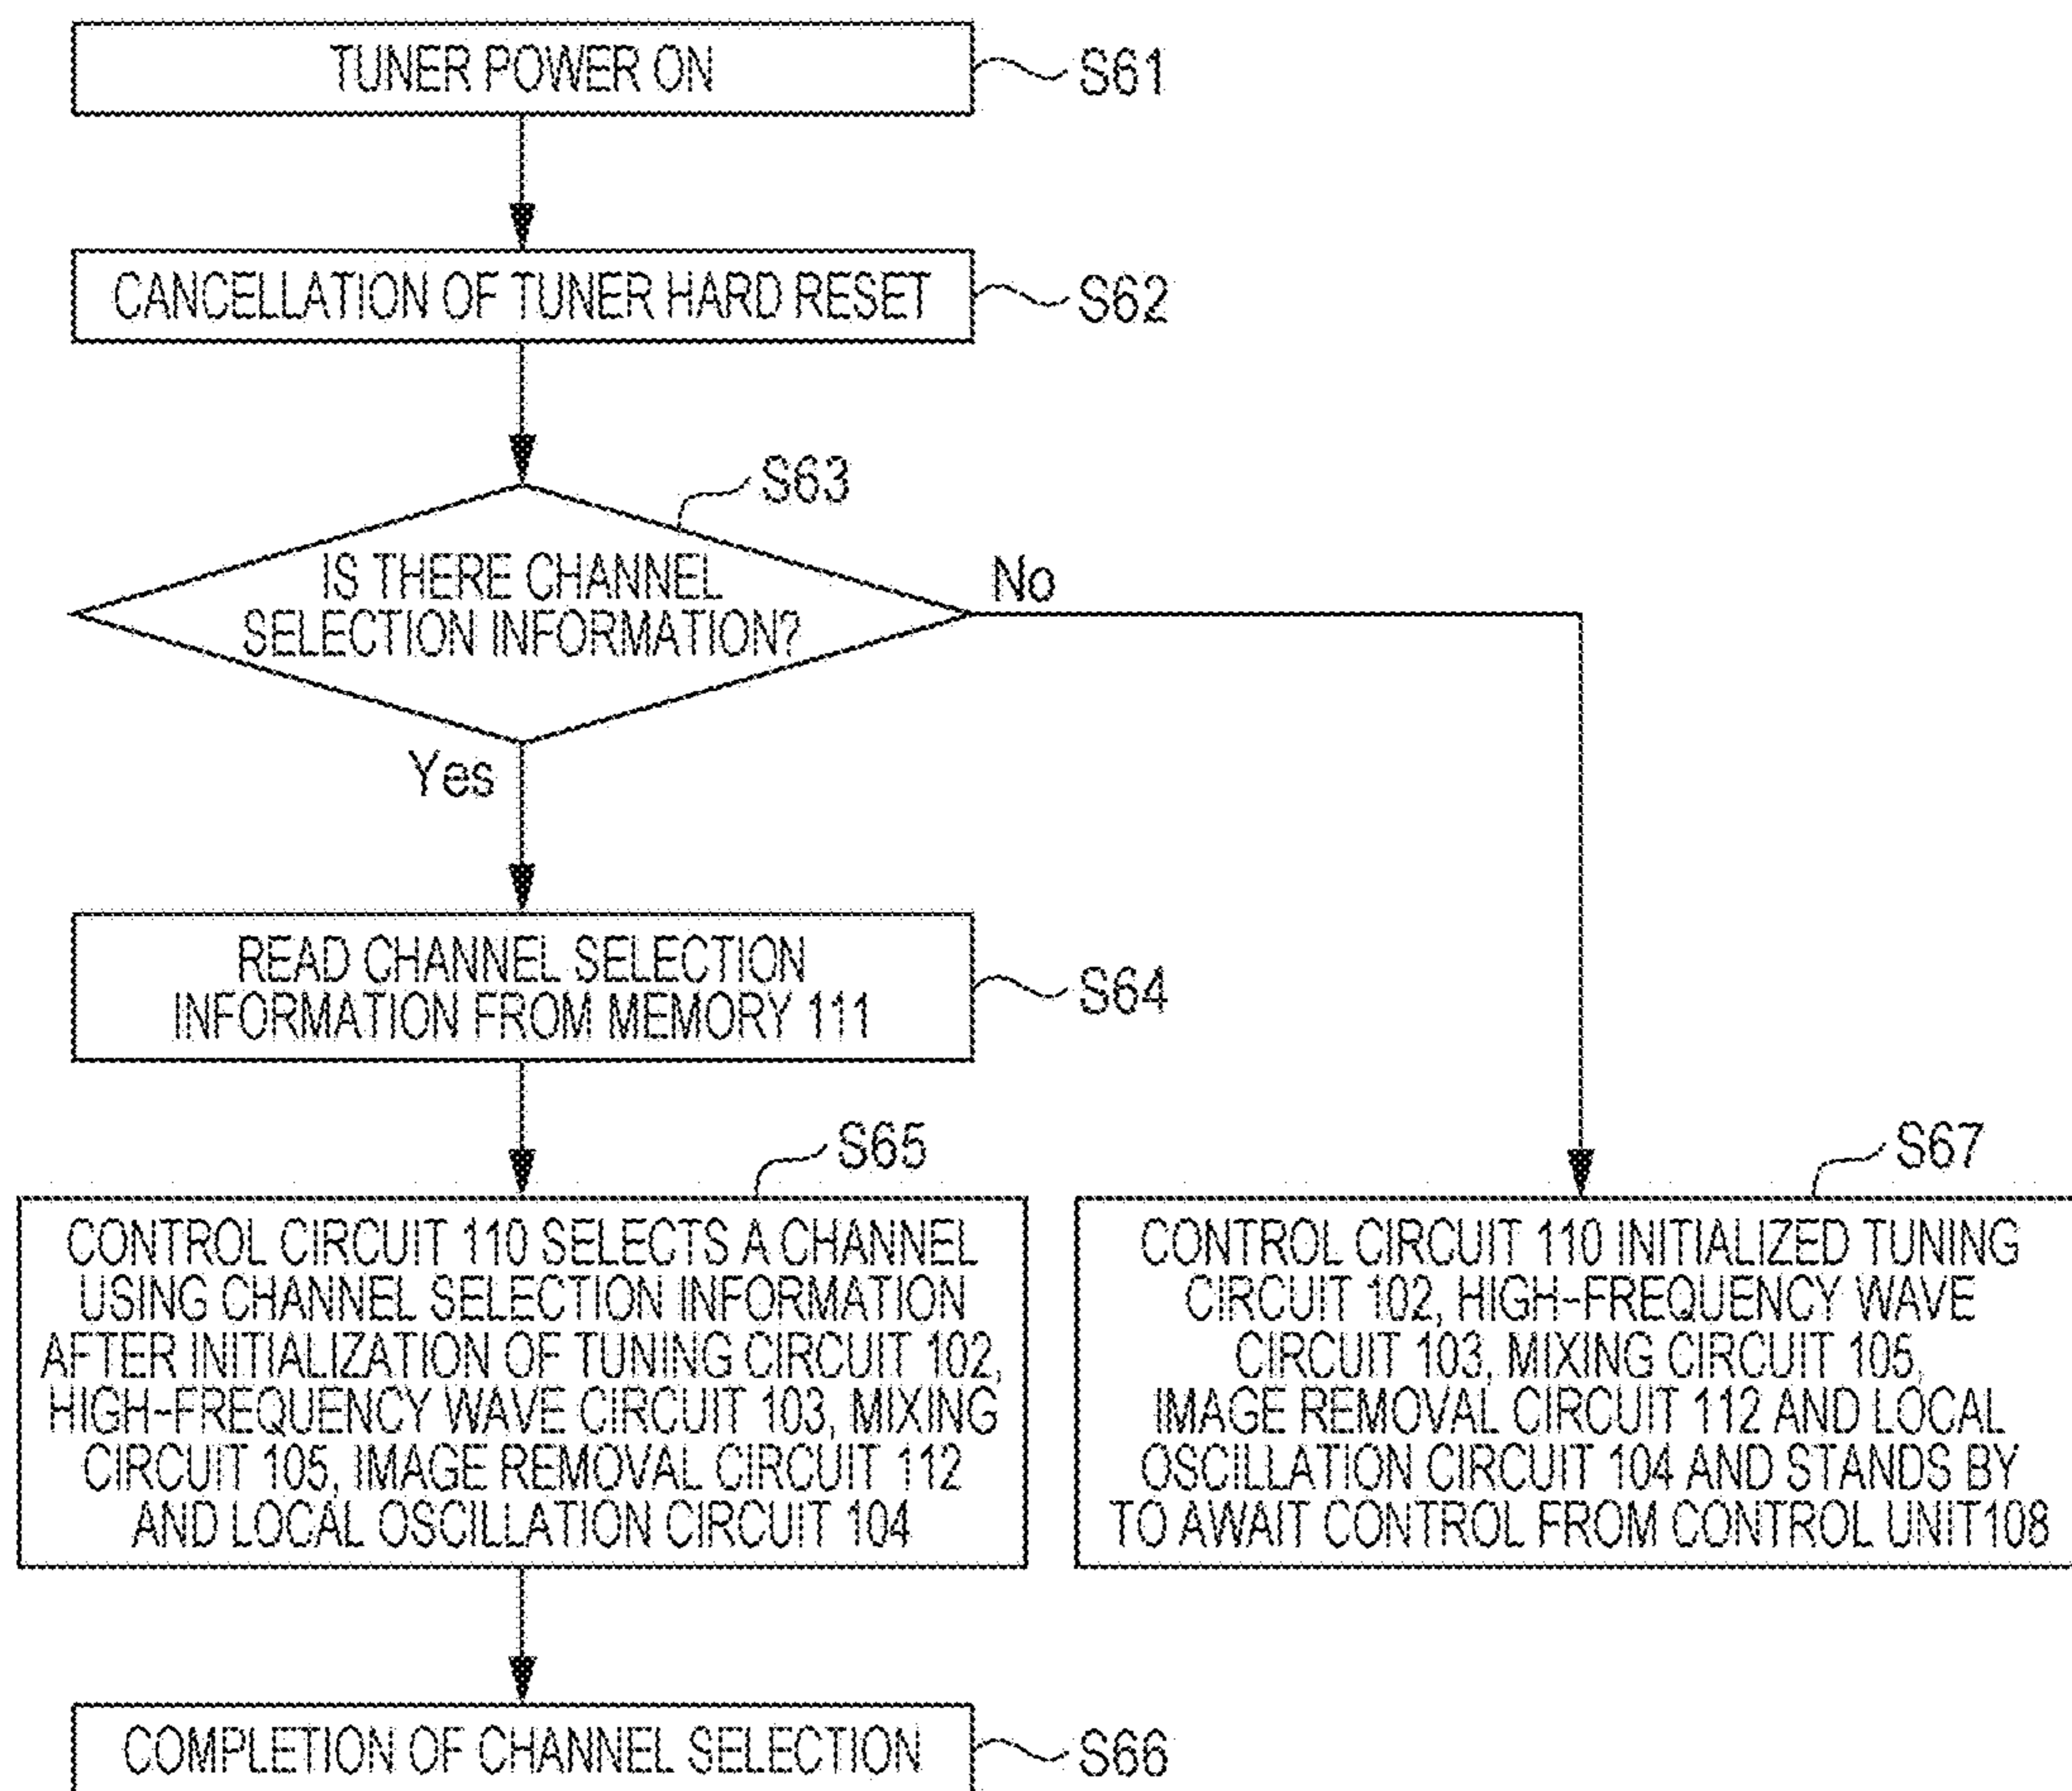 TUNER POWER ON
S61
CANCELLATION OF TUNER HARD RESET
S62
S63
IS THERE CHANNEL
SELECTION INFORMATION?
No
Yes
READ CHANNEL SELECTION
INFORMATION FROM MEMORY 111
S64
S65
CONTROL CIRCUIT 110 SELECTS A CHANNEL
USING CHANNEL SELECTION INFORMATION
AFTER INITIALIZATION OF TUNING CIRCUIT 102,
HIGH-FREQUENCY WAVE CIRCUIT 103, MIXING
CIRCUIT 105, IMAGE REMOVAL CIRCUIT 112
AND LOCAL OSCILLATION CIRCUIT 104
S67
CONTROL CIRCUIT 110 INITIALIZED TUNING
CIRCUIT 102, HIGH-FREQUENCY WAVE
CIRCUIT 103, MIXING CIRCUIT 105,
IMAGE REMOVAL CIRCUIT 112 AND LOCAL
OSCILLATION CIRCUIT 104 AND STANDS BY
TO AWAIT CONTROL FROM CONTROL UNIT108
COMPLETION OF CHANNEL SELECTION
S66